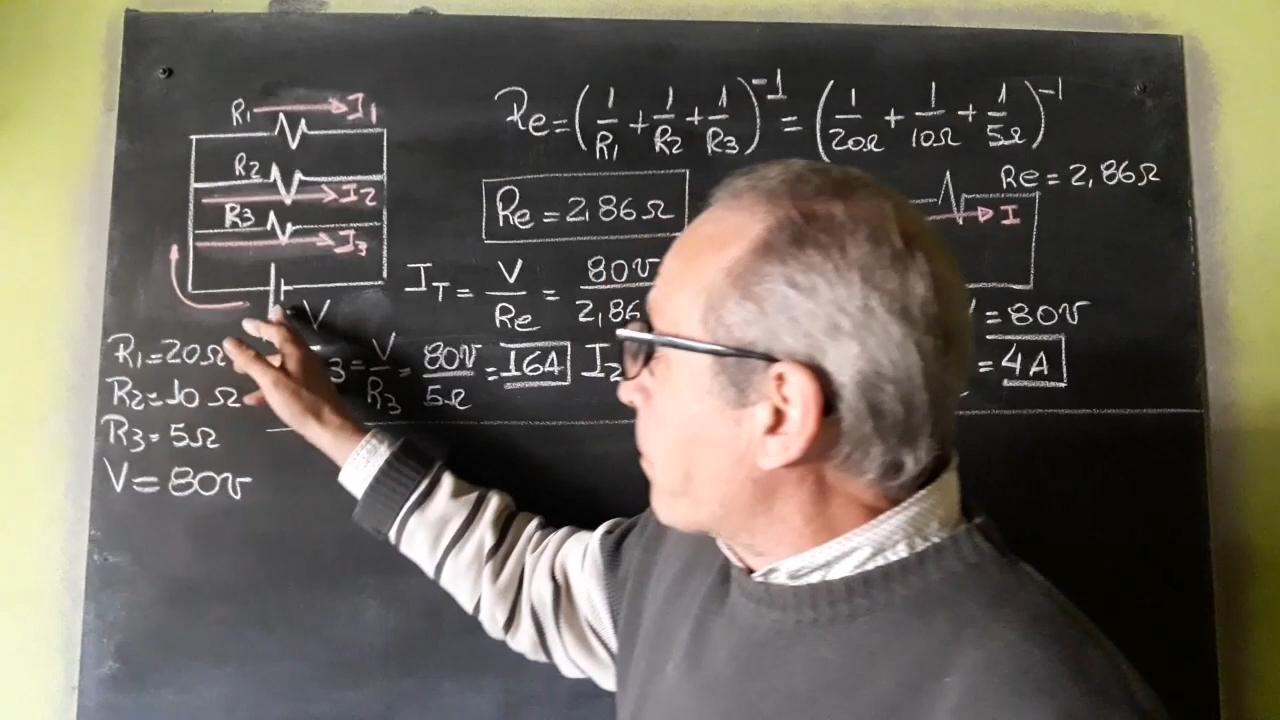 R1 I1
R2 I2
R3 I3
V
R1=20Ω
R2=10Ω
R3=5Ω
V=80v
Re=(1/R1+1/R2+1/R3)^-1=(1/20Ω+1/10Ω+1/5Ω)^-1
Re=2,86Ω
Re=2,86Ω
I
IT=V/Re=80v/2,86
=80v
3=V/R3=80v/5Ω=16A I2
=4A